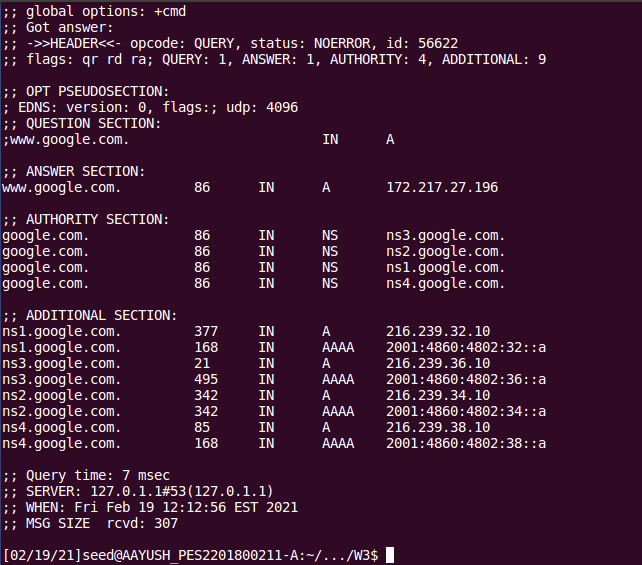 ;; global options: +cmd
;; Got answer:
;; ->>HEADER<<- opcode: QUERY, status: NOERROR, id: 56622
;; flags: qr rd ra; QUERY: 1, ANSWER: 1, AUTHORITY: 4, ADDITIONAL: 9

;; OPT PSEUDOSECTION:
; EDNS: version: 0, flags:; udp: 4096
;; QUESTION SECTION:
;www.google.com.                        IN      A

;; ANSWER SECTION:
www.google.com.         86      IN      A       172.217.27.196

;; AUTHORITY SECTION:
google.com.             86      IN      NS      ns3.google.com.
google.com.             86      IN      NS      ns2.google.com.
google.com.             86      IN      NS      ns1.google.com.
google.com.             86      IN      NS      ns4.google.com.

;; ADDITIONAL SECTION:
ns1.google.com.         377     IN      A       216.239.32.10
ns1.google.com.         168     IN      AAAA    2001:4860:4802:32::a
ns3.google.com.         21      IN      A       216.239.36.10
ns3.google.com.         495     IN      AAAA    2001:4860:4802:36::a
ns2.google.com.         342     IN      A       216.239.34.10
ns2.google.com.         342     IN      AAAA    2001:4860:4802:34::a
ns4.google.com.         85      IN      A       216.239.38.10
ns4.google.com.         168     IN      AAAA    2001:4860:4802:38::a

;; Query time: 7 msec
;; SERVER: 127.0.1.1#53(127.0.1.1)
;; WHEN: Fri Feb 19 12:12:56 EST 2021
;; MSG SIZE  rcvd: 307

[02/19/21]seed@AAYUSH_PES2201800211-A:~/.../W3$